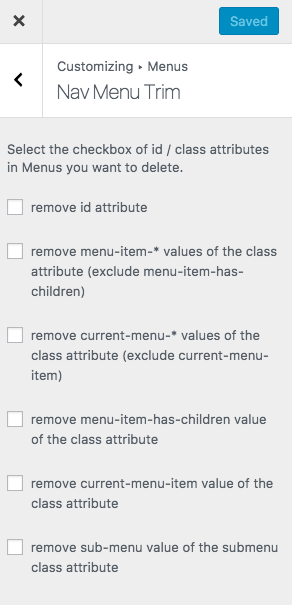 Saved
Customizing ▸ Menus
Nav Menu Trim
Select the checkbox of id / class attributes
in Menus you want to delete.
remove id attribute
remove menu-item-* values of the class
attribute (exclude menu-item-has-
children)
remove current-menu-* values of the
class attribute (exclude current-menu-
item)
remove menu-item-has-children value
of the class attribute
remove current-menu-item value of the
class attribute
remove sub-menu value of the submenu
class attribute